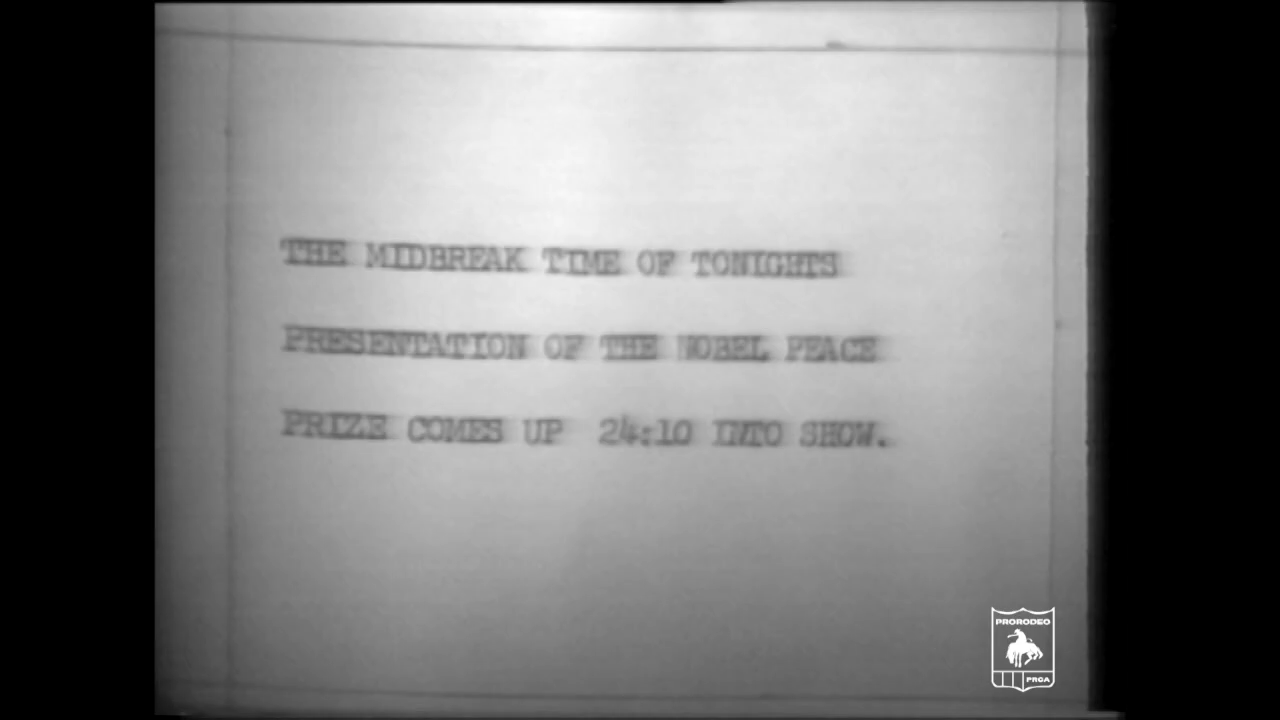 THE MIDBREAK TIME OF TONIGHTS
PRESENTATION OF THE NOBEL PEACE
PRIZE COMES UP 24:10 INTO SHOW.
PRORODEO
PRCA